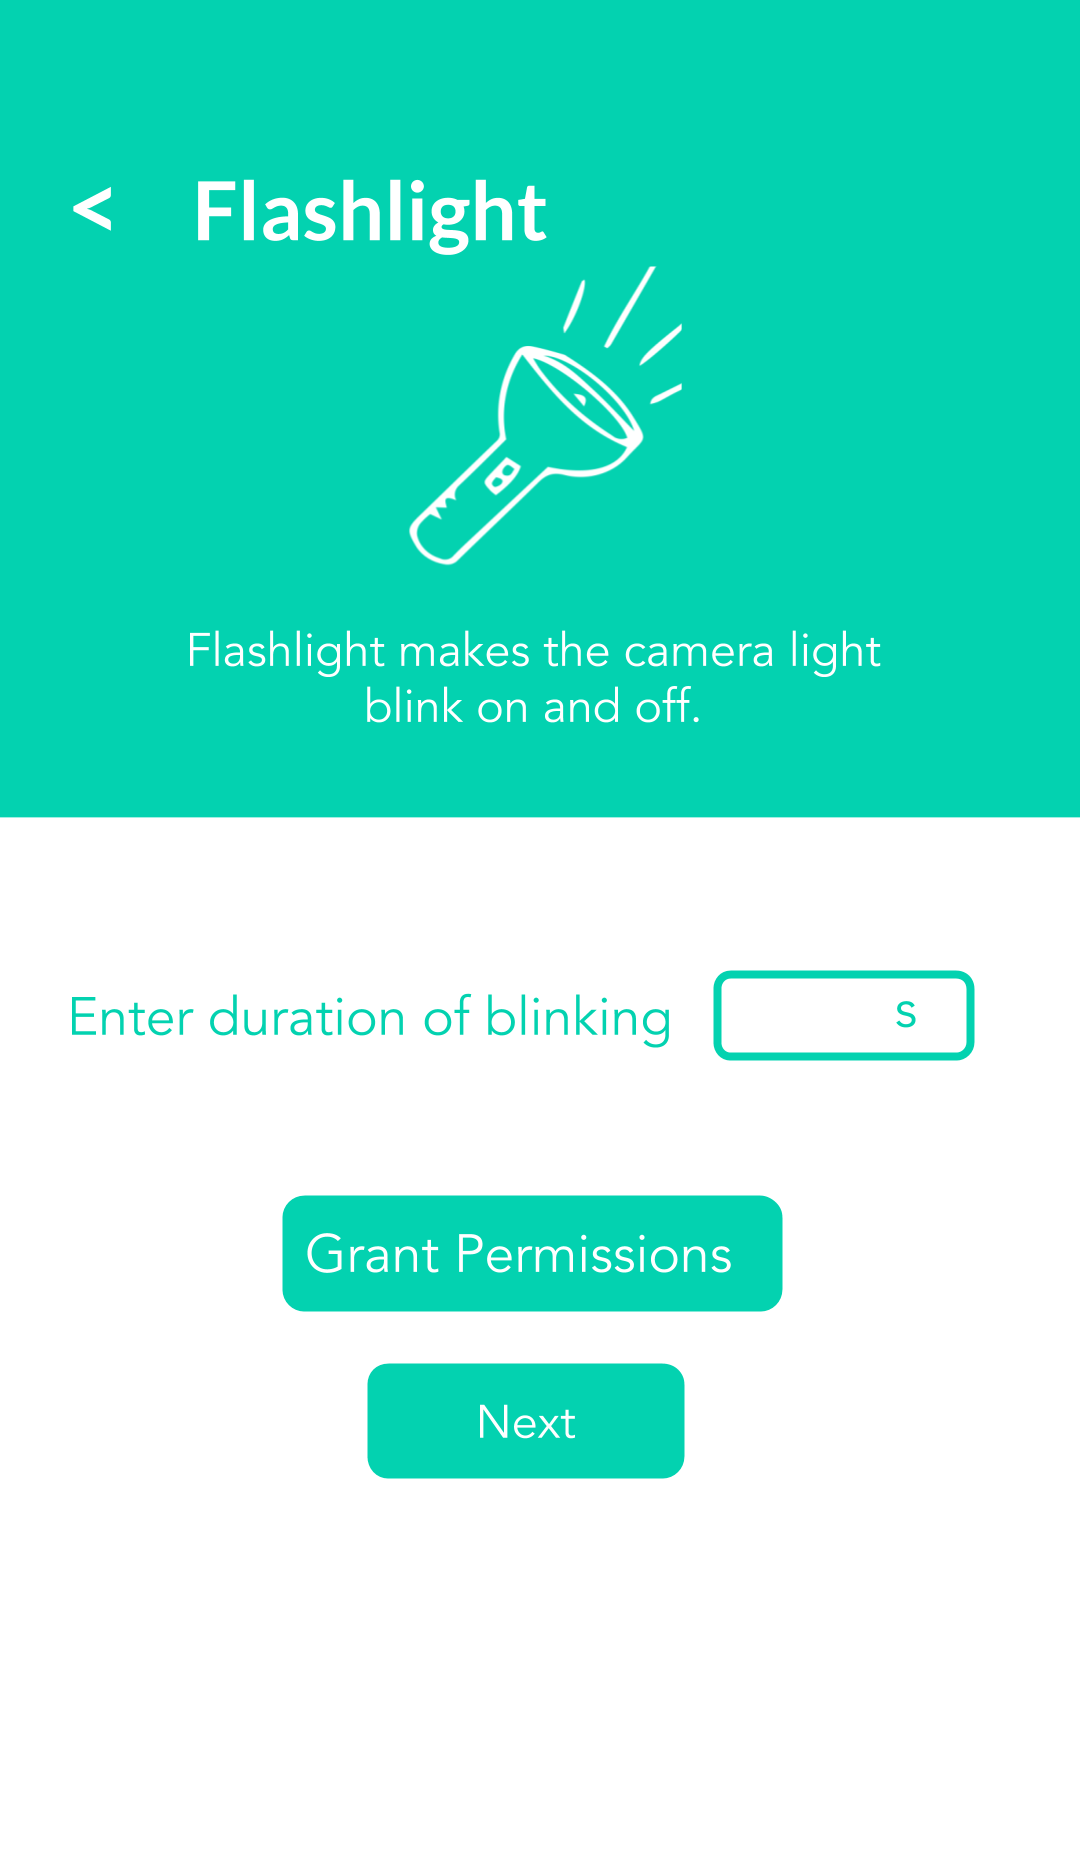 < Flashlight
Flashlight makes the camera light
blink on and off.
Enter duration of blinking s
Grant Permissions
Next